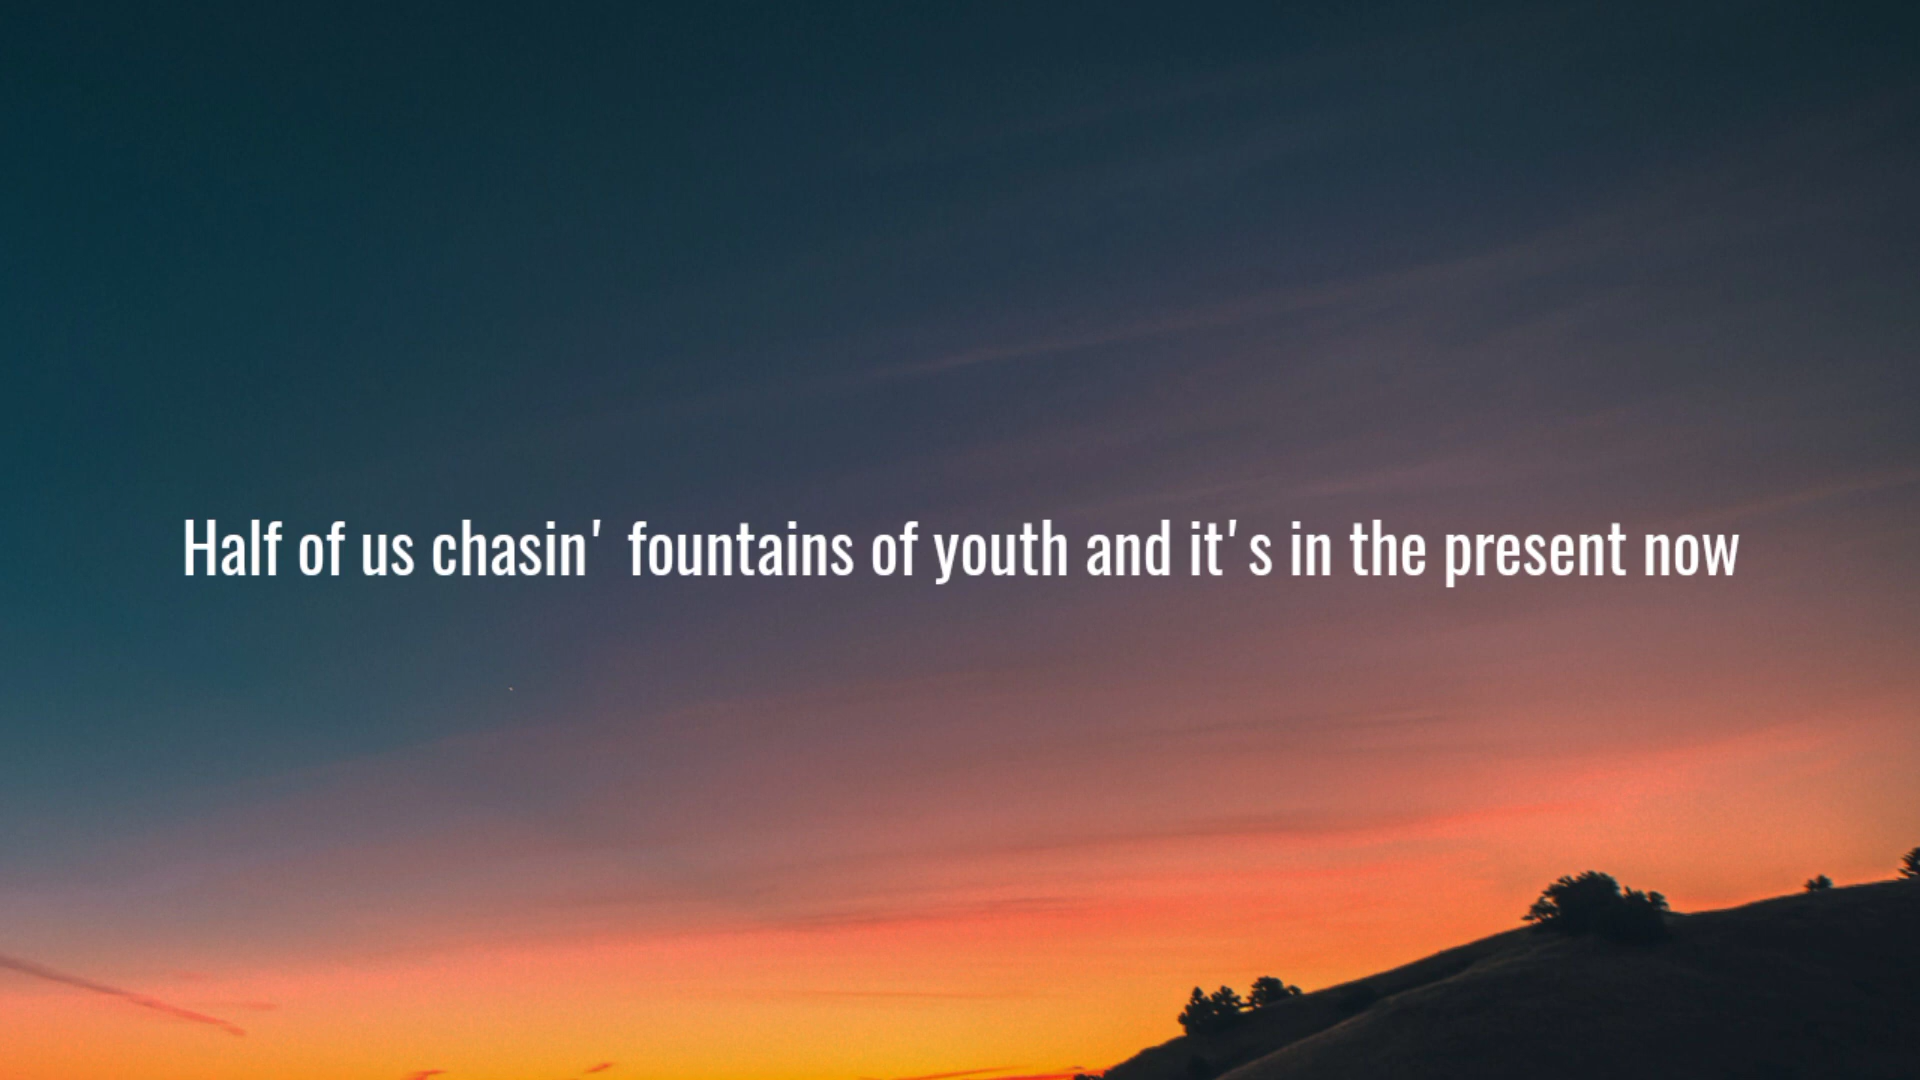 Half of us chasin' fountains of youth and it's in the present now